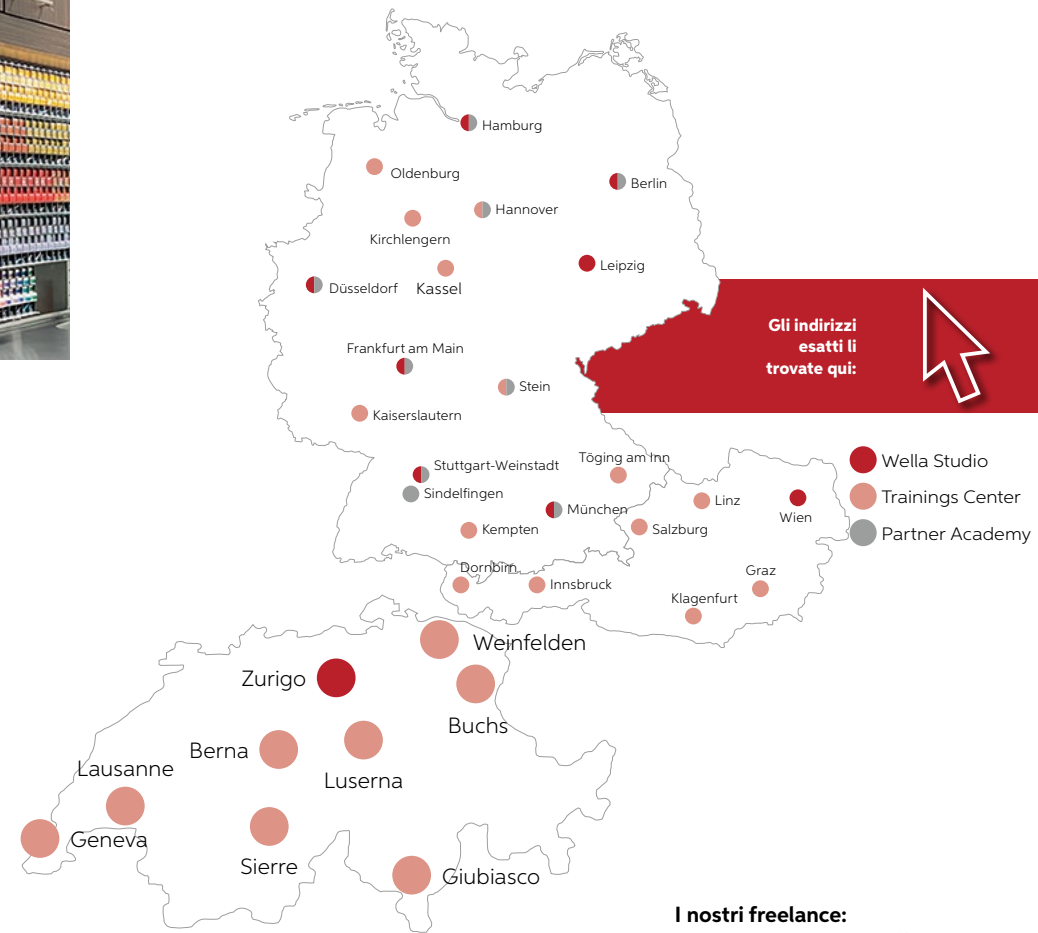 Hamburg
Oldenburg
Berlin
Hannover
Kirchlengern
Leipzig
Düsseldorf
Kassel
Gli indirizzi
esatti li
trovate qui:
Frankfurt am Main
Stein
Kaiserslautern
Stuttgart-Weinstadt
Töging am Inn
Sindelfingen
München
Kempten
Linz
Wien
Salzburg
Dornbirn
Innsbruck
Graz
Klagenfurt
Wella Studio
Trainings Center
Partner Academy
Weinfelden
Zurigo
Buchs
Berna
Luserna
Lausanne
Geneva
Sierre
Giubiasco
I nostri freelance: